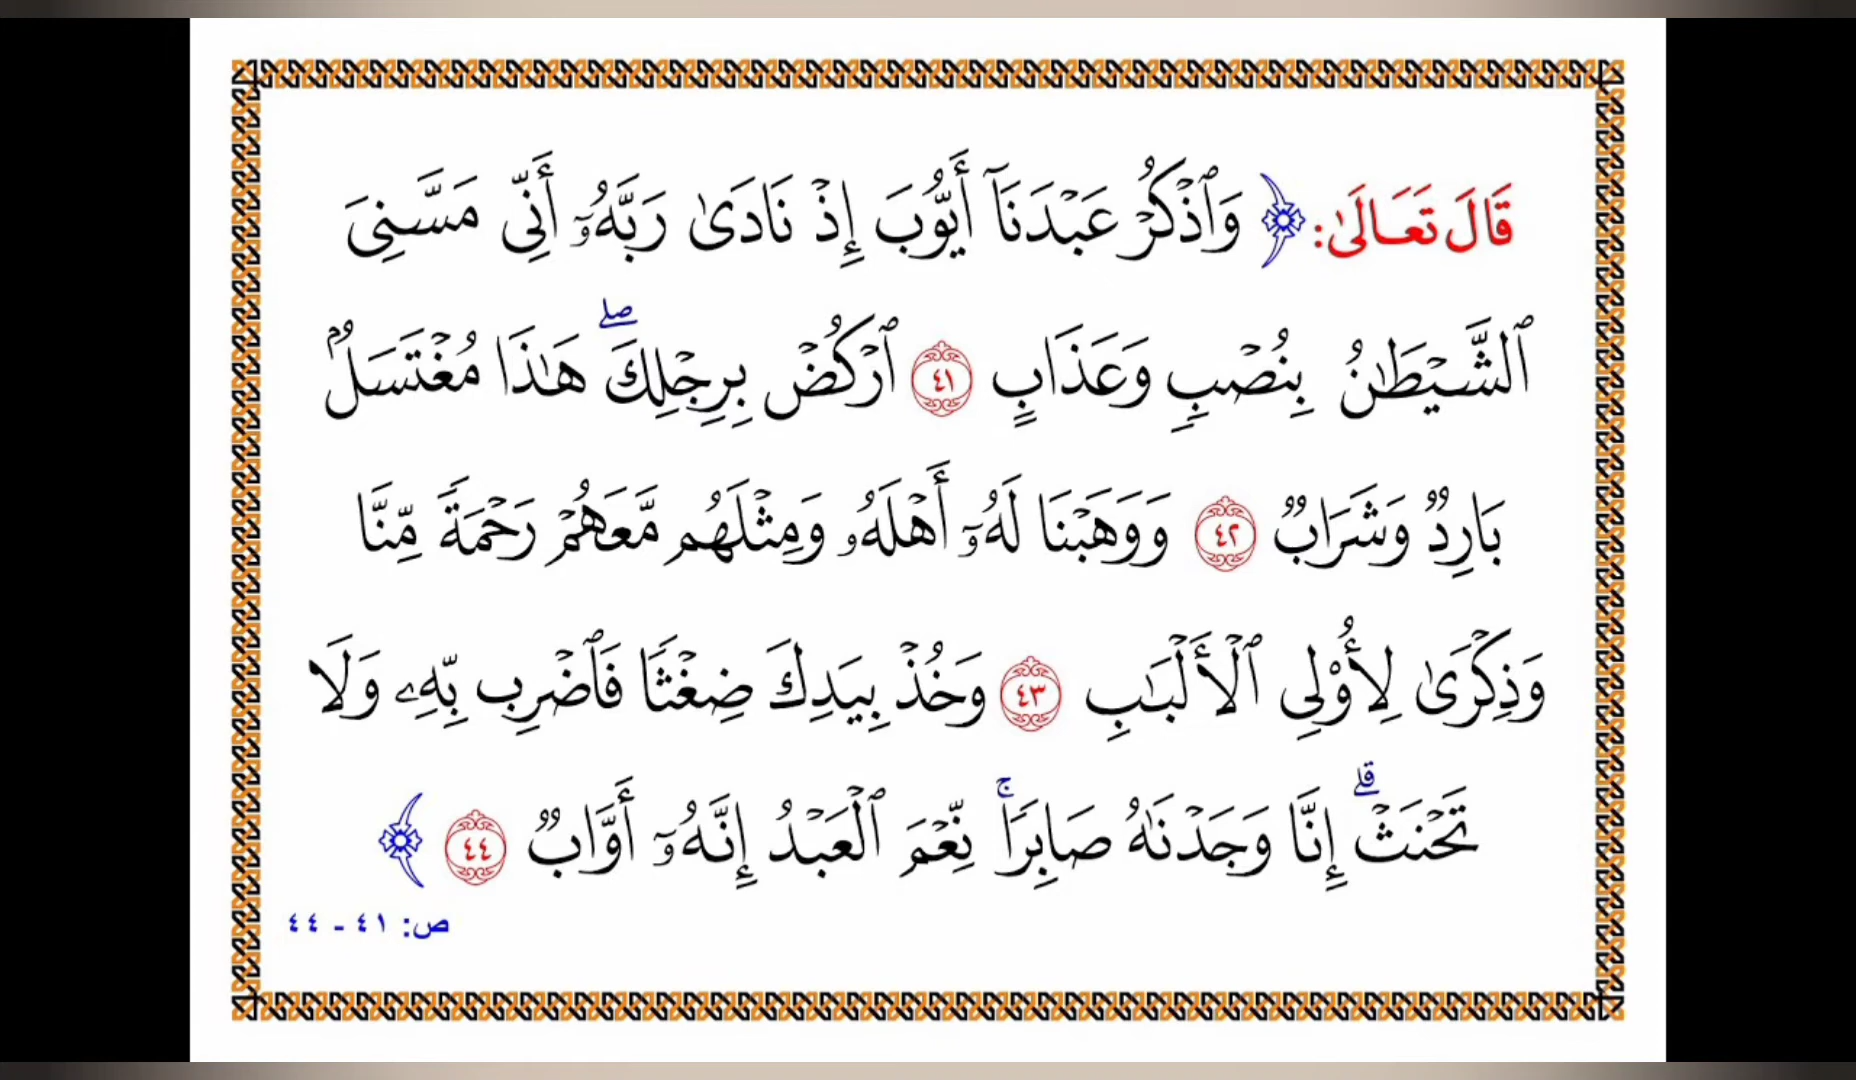 قَالَ تَعَالَىٰ: ﴿ وَٱذْكُرْ عَبْدَنَآ أَيُّوبَ إِذْ نَادَىٰ رَبَّهُۥٓ أَنِّى مَسَّنِىَ
ٱلشَّيْطَٰنُ بِنُصْبٍ وَعَذَابٍ ٤١ ٱرْكُضْ بِرِجْلِكَ ۖ هَٰذَا مُغْتَسَلٌۢ
بَارِدٌ وَشَرَابٌ ٤٢ وَوَهَبْنَا لَهُۥٓ أَهْلَهُۥ وَمِثْلَهُم مَّعَهُمْ رَحْمَةً مِّنَّا
وَذِكْرَىٰ لِأُو۟لِى ٱلْأَلْبَٰبِ ٤٣ وَخُذْ بِيَدِكَ ضِغْثًا فَٱضْرِب بِّهِۦ وَلَا
تَحْنَثْ ۗ إِنَّا وَجَدْنَٰهُ صَابِرًا ۚ نِّعْمَ ٱلْعَبْدُ إِنَّهُۥٓ أَوَّابٌ ٤٤ ﴾
ص: ٤١ - ٤٤